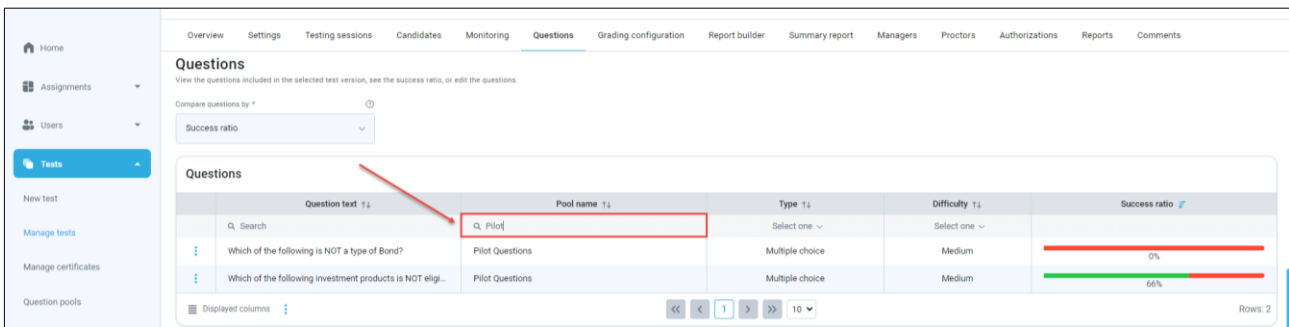 Home
Assignments
Users
Tests
New test
Manage tests
Manage certificates
Question pools
Overview Settings Testing sessions Candidates Monitoring Questions Grading configuration Report builder Summary report Managers Proctors Authorizations Reports Comments
Questions
View the questions included in the selected test version, see the success ratio, or edit the questions.
Compare questions by *
Success ratio
Questions
Question text Pool name Type Difficulty Success ratio
Search Pilot Select one Select one
Which of the following is NOT a type of Bond? Pilot Questions Multiple choice Medium 0%
Which of the following investment products is NOT eligi... Pilot Questions Multiple choice Medium 66%
Displayed columns 1 10 Rows: 2